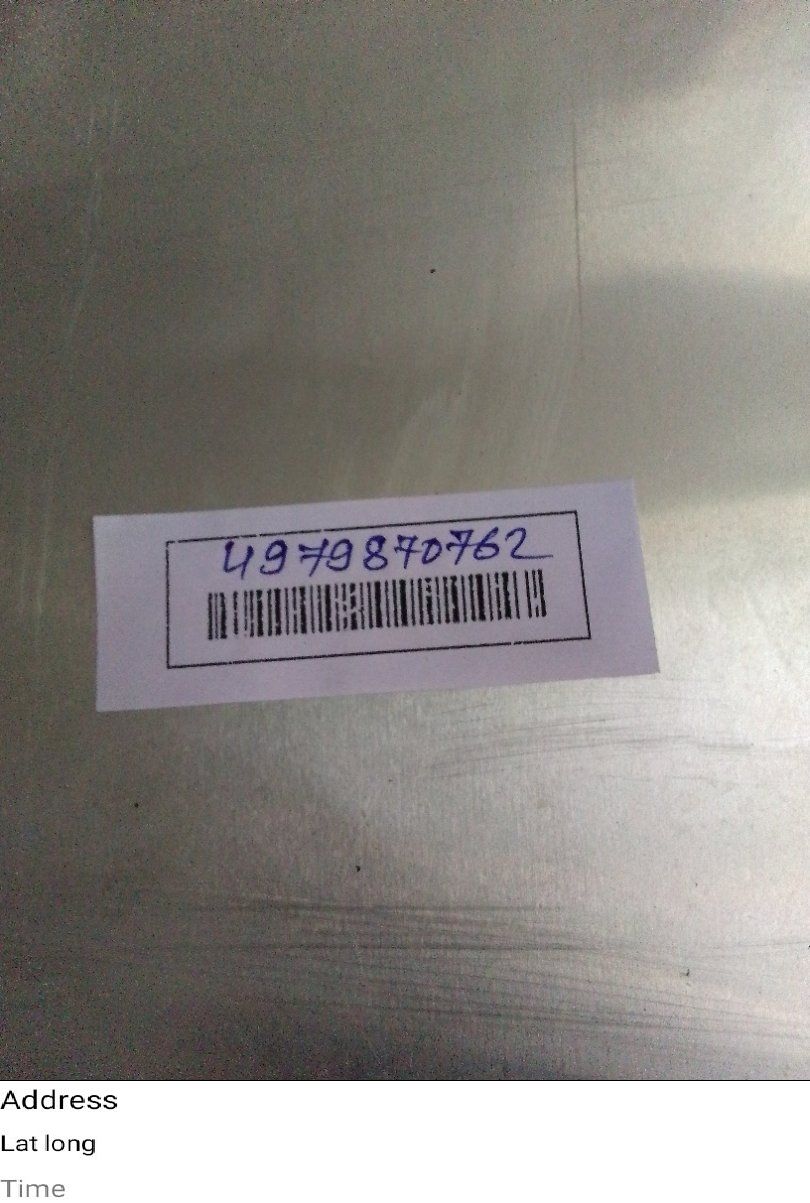 4979870762
Address
Lat long
Time